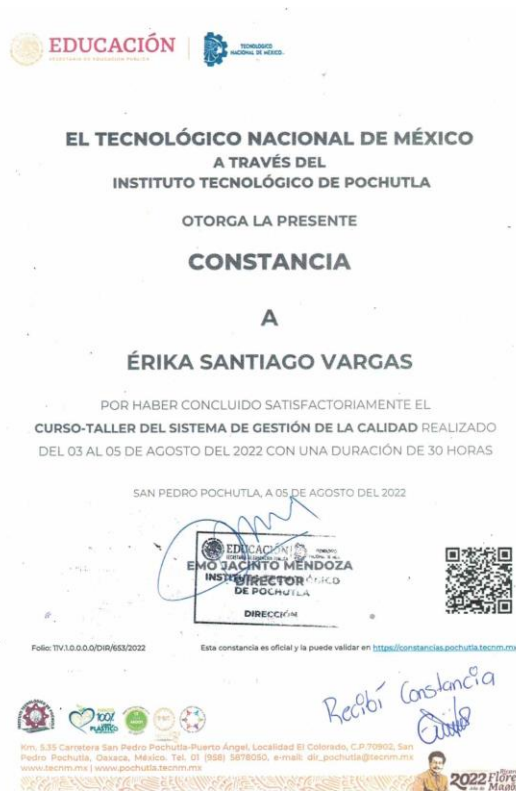 EDUCACIÓN
SECRETARÍA DE EDUCACIÓN PÚBLICA
TECNOLÓGICO
NACIONAL DE MÉXICO
EL TECNOLÓGICO NACIONAL DE MÉXICO
A TRAVÉS DEL
INSTITUTO TECNOLÓGICO DE POCHUTLA
OTORGA LA PRESENTE
CONSTANCIA
A
ÉRIKA SANTIAGO VARGAS
POR HABER CONCLUIDO SATISFACTORIAMENTE EL
CURSO-TALLER DEL SISTEMA DE GESTIÓN DE LA CALIDAD REALIZADO
DEL 03 AL 05 DE AGOSTO DEL 2022 CON UNA DURACIÓN DE 30 HORAS
SAN PEDRO POCHUTLA, A 05 DE AGOSTO DEL 2022
EDUCACIÓN
EMO JACINTO MENDOZA
DIRECTOR
DE POCHUTLA
DIRECCIÓN
Folio: 11V.1.0.0.0.0/DIR/653/2022
Esta constancia es oficial y la puede validar en https://constancias.pochutla.tecnm.mx
Recibí Constancia
100%
PLÁSTICO
Km. 5.35 Carretera San Pedro Pochutla-Puerto Ángel, Localidad El Colorado, C.P.70902, San
Pedro Pochutla, Oaxaca, México. Tel. 01 (958) 5878050, e-mail: dir_pochutla@tecnm.mx
www.tecnm.mx | www.pochutla.tecnm.mx
2022 Flore
Magó